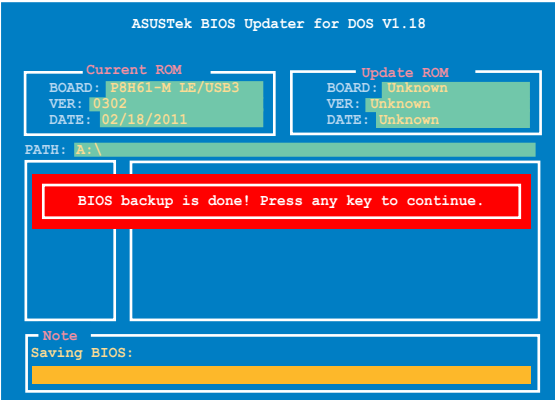 ASUSTek BIOS Updater for DOS V1.18
Current ROM
BOARD: P8H61-M LE/USB3
VER: 0302
DATE: 02/18/2011
Update ROM
BOARD: Unknown
VER: Unknown
DATE: Unknown
PATH: A:\
BIOS backup is done! Press any key to continue.
Note
Saving BIOS: